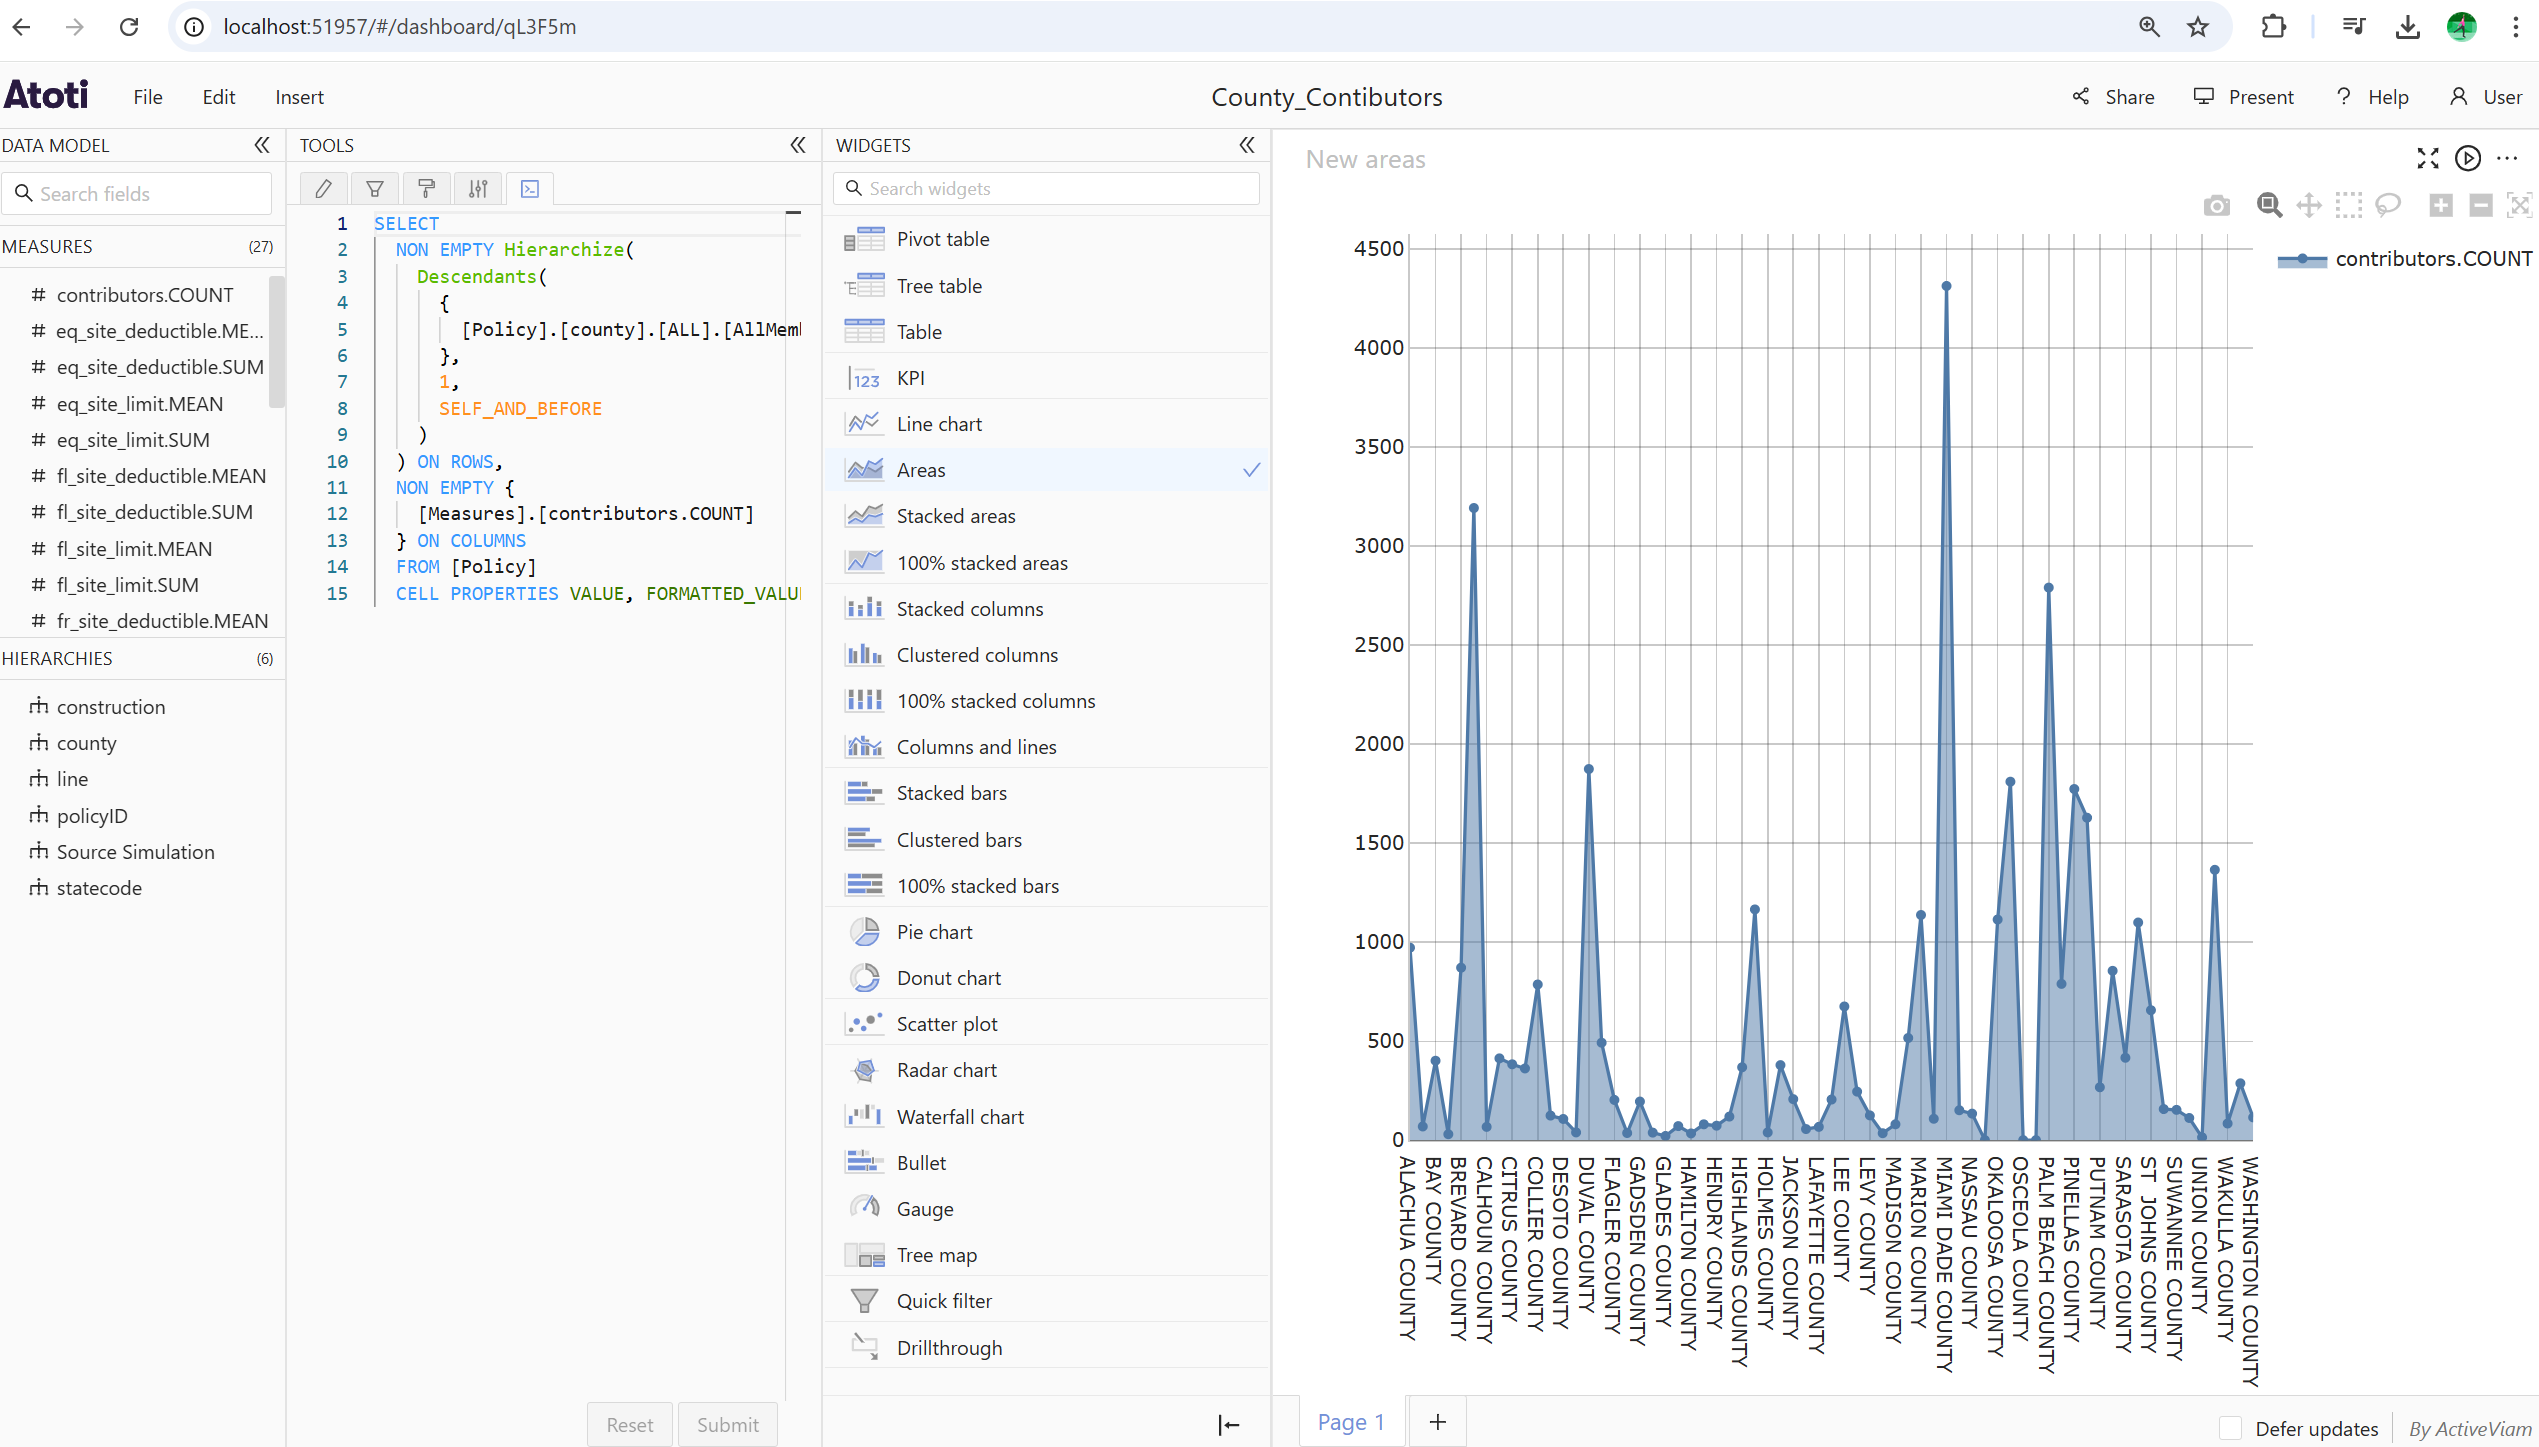 localhost:51957/#/dashboard/qL3F5m
Atoti
File
Edit
Insert
County_Contibutors
Share
Present
Help
User
DATA MODEL
Search fields
MEASURES
(27)
contributors.COUNT
eq_site_deductible.ME...
eq_site_deductible.SUM
eq_site_limit.MEAN
eq_site_limit.SUM
fl_site_deductible.MEAN
fl_site_deductible.SUM
fl_site_limit.MEAN
fl_site_limit.SUM
fr_site_deductible.MEAN
HIERARCHIES
(6)
construction
county
line
policyID
Source Simulation
statecode
TOOLS
1 SELECT
2 NON EMPTY Hierarchize(
3 Descendants(
4 {
5 [Policy].[county].[ALL].[AllMemb
6 },
7 1,
8 SELF_AND_BEFORE
9 )
10 ) ON ROWS,
11 NON EMPTY {
12 [Measures].[contributors.COUNT]
13 } ON COLUMNS
14 FROM [Policy]
15 CELL PROPERTIES VALUE, FORMATTED_VALU
Reset
Submit
WIDGETS
Search widgets
Pivot table
Tree table
Table
123
KPI
Line chart
Areas
Stacked areas
100% stacked areas
Stacked columns
Clustered columns
100% stacked columns
Columns and lines
Stacked bars
Clustered bars
100% stacked bars
Pie chart
Donut chart
Scatter plot
Radar chart
Waterfall chart
Bullet
Gauge
Tree map
Quick filter
Drillthrough
New areas
4500
4000
3500
3000
2500
2000
1500
1000
500
0
contributors.COUNT
ALACHUA COUNTY
BAY COUNTY
BREVARD COUNTY
CALHOUN COUNTY
CITRUS COUNTY
COLLIER COUNTY
DESOTO COUNTY
DUVAL COUNTY
FLAGLER COUNTY
GADSDEN COUNTY
GLADES COUNTY
HAMILTON COUNTY
HENDRY COUNTY
HIGHLANDS COUNTY
HOLMES COUNTY
JACKSON COUNTY
LAFAYETTE COUNTY
LEE COUNTY
LEVY COUNTY
MADISON COUNTY
MARION COUNTY
MIAMI DADE COUNTY
NASSAU COUNTY
OKALOOSA COUNTY
OSCEOLA COUNTY
PALM BEACH COUNTY
PINELLAS COUNTY
PUTNAM COUNTY
SARASOTA COUNTY
ST JOHNS COUNTY
SUWANNEE COUNTY
UNION COUNTY
WAKULLA COUNTY
WASHINGTON COUNTY
Page 1
Defer updates
By ActiveViam